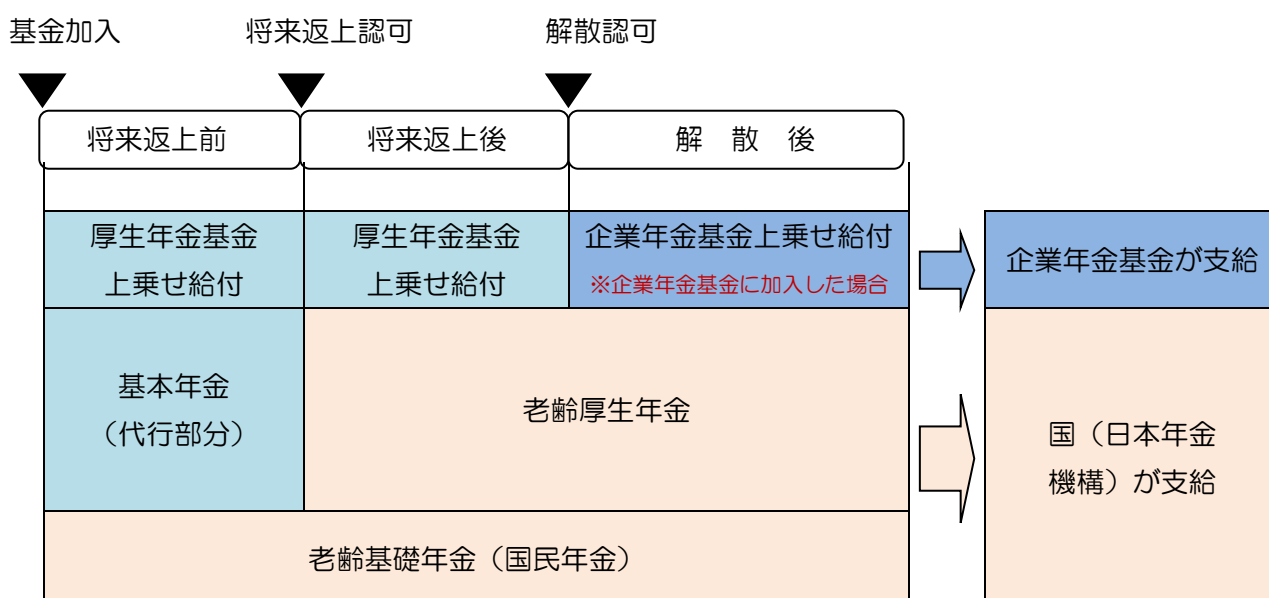 基金加入
将来返上認可
解散認可
将来返上前
将来返上後
解 散 後
厚生年金基金
上乗せ給付
厚生年金基金
上乗せ給付
企業年金基金上乗せ給付
※企業年金基金に加入した場合
企業年金基金が支給
基本年金
（代行部分）
老齢厚生年金
国（日本年金
機構）が支給
老齢基礎年金（国民年金）